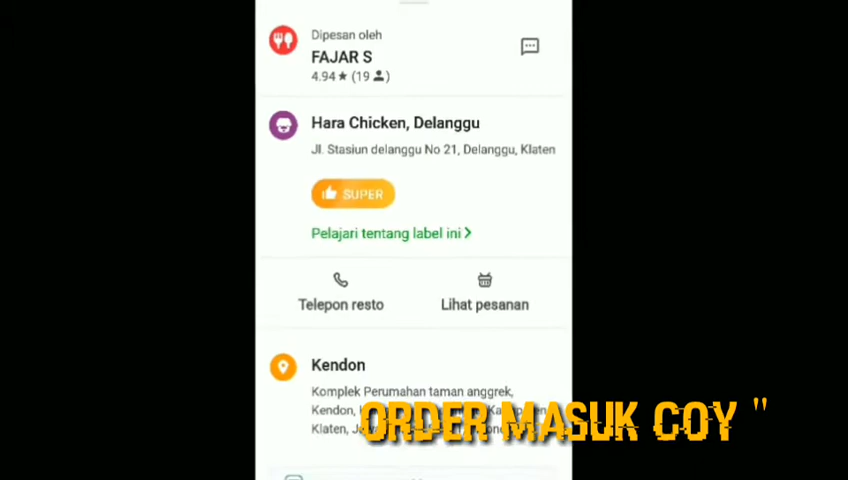 Dipesan oleh
FAJAR S
4.94 ★ (19 )
Hara Chicken, Delanggu
Jl. Stasiun delanggu No 21, Delanggu, Klaten
SUPER
Pelajari tentang label ini
Telepon resto
Lihat pesanan
Kendon
Komplek Perumahan taman anggrek,
Kendon,
Klaten,
ORDER MASUK COY "